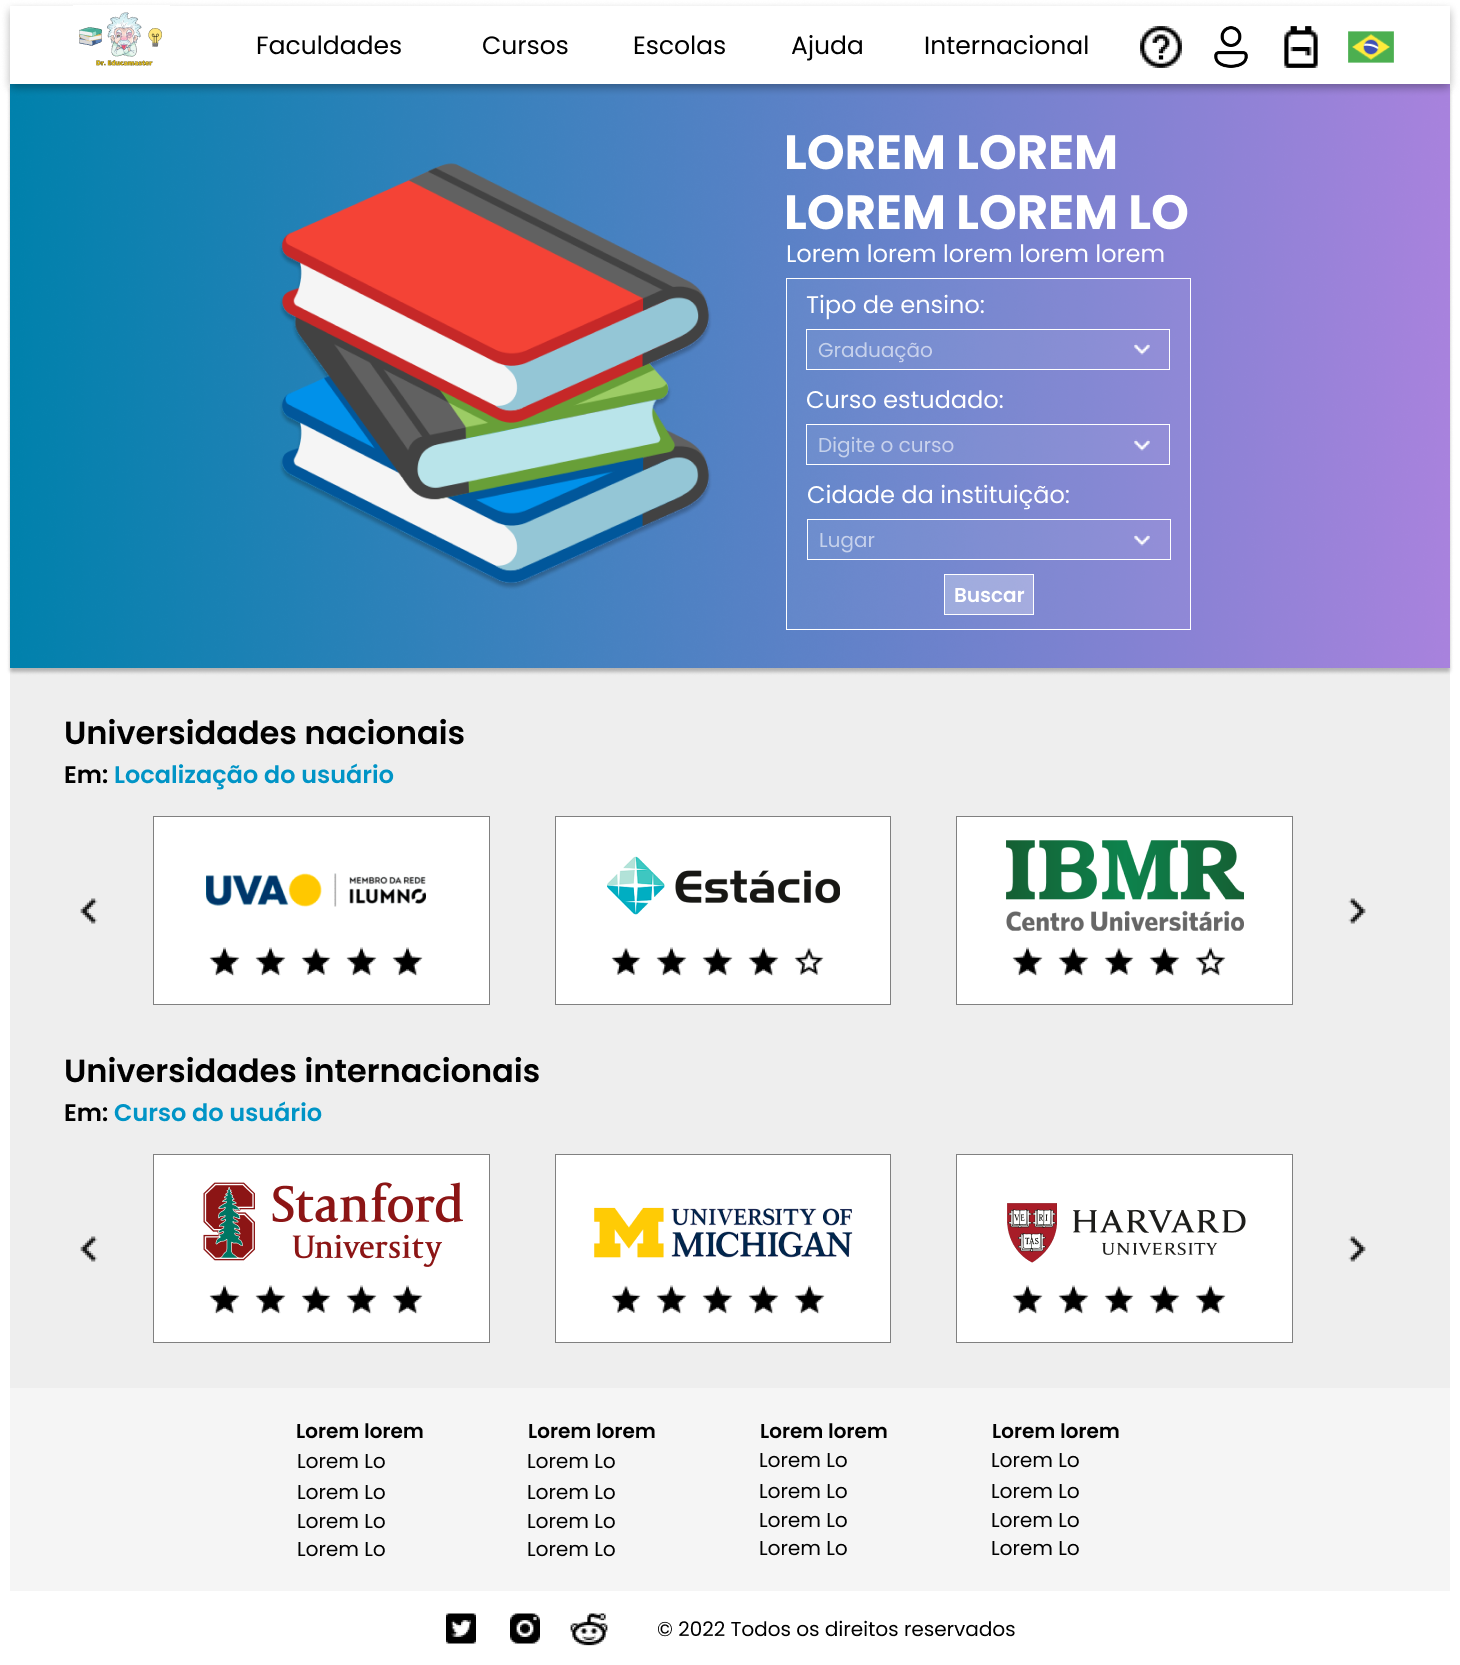 Dr. Educamaster
Faculdades
Cursos
Escolas
Ajuda
Internacional
LOREM LOREM
LOREM LOREM LO
Lorem lorem lorem lorem lorem
Tipo de ensino:
Graduação
Curso estudado:
Digite o curso
Cidade da instituição:
Lugar
Buscar
Universidades nacionais
Em: Localização do usuário
UVA
MEMBRO DA REDE
ILUMNO
Estácio
IBMR
Centro Universitário
Universidades internacionais
Em: Curso do usuário
S
Stanford
University
M
UNIVERSITY OF
MICHIGAN
VE RI
TAS
HARVARD
UNIVERSITY
Lorem lorem
Lorem Lo
Lorem Lo
Lorem Lo
Lorem Lo
Lorem lorem
Lorem Lo
Lorem Lo
Lorem Lo
Lorem Lo
Lorem lorem
Lorem Lo
Lorem Lo
Lorem Lo
Lorem Lo
Lorem lorem
Lorem Lo
Lorem Lo
Lorem Lo
Lorem Lo
© 2022 Todos os direitos reservados